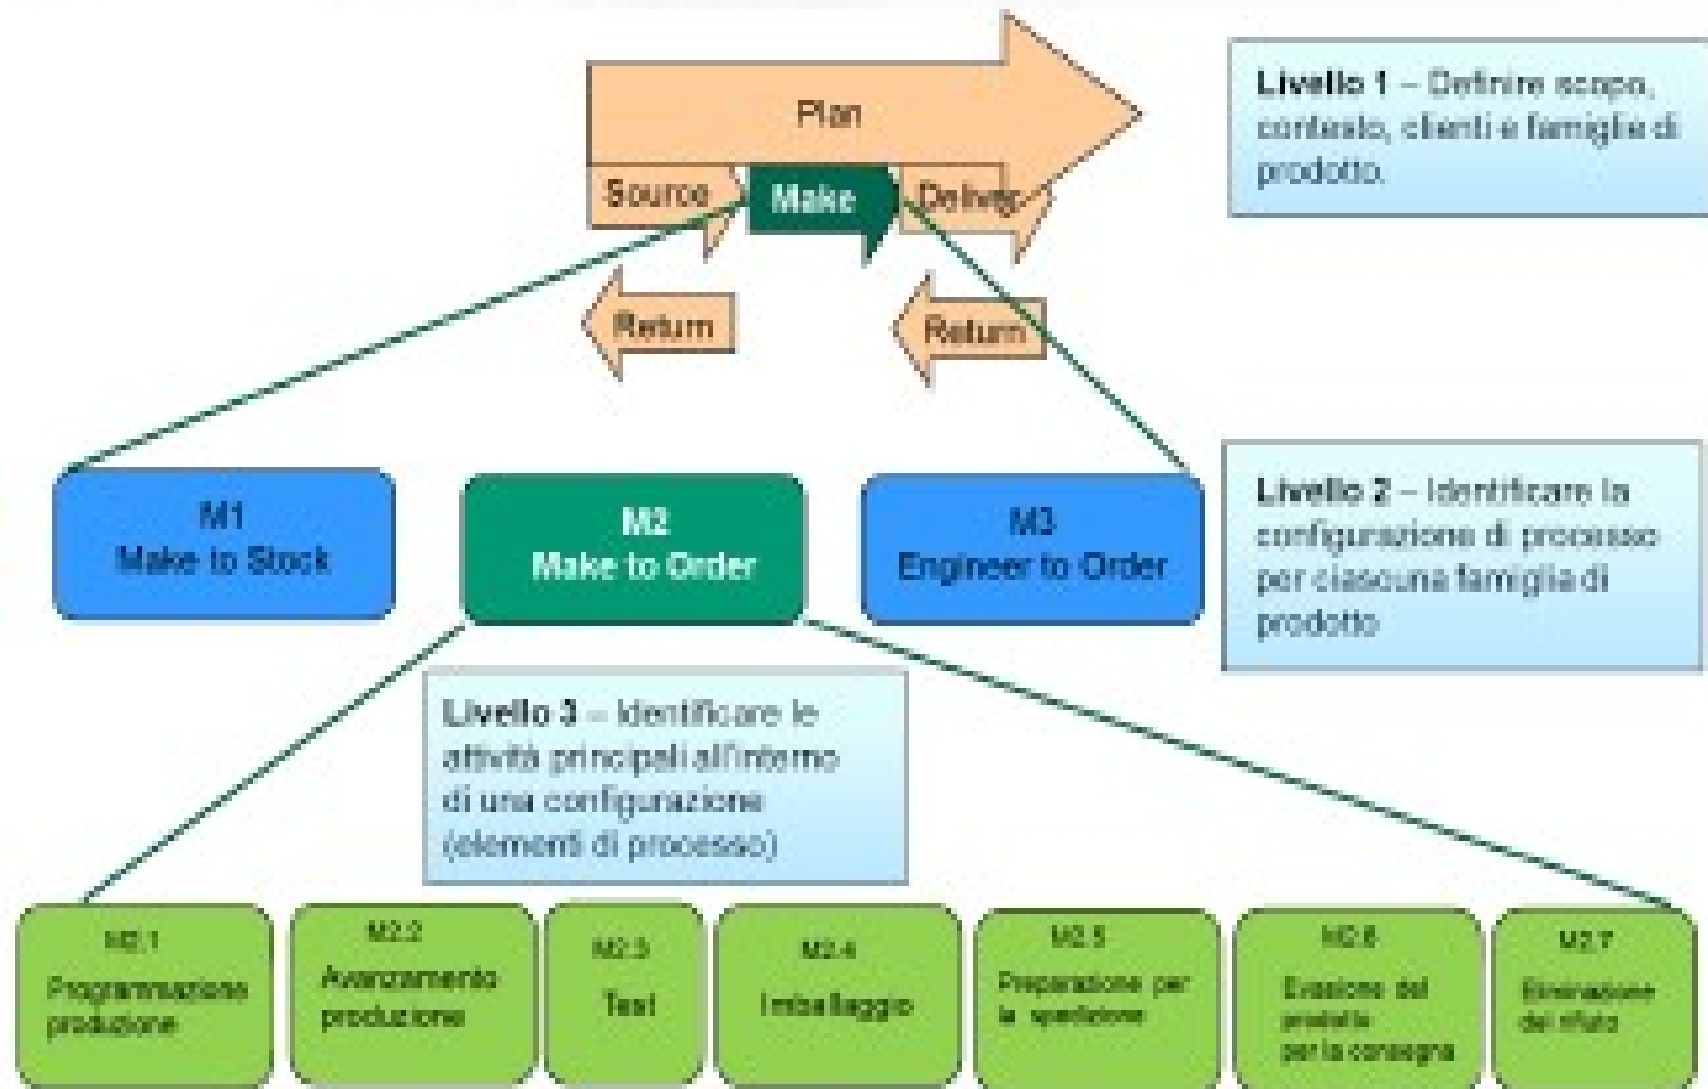 Plan
Livello 1 – Definire scopo,
contesto, clienti e famiglie di
prodotto.
Source
Make
Deliver
Return
Return
M1
Make to Stock
M2
Make to Order
M3
Engineer to Order
Livello 2 – Identificare la
configurazione di processo
per ciascuna famiglia di
prodotto
Livello 3 – Identificare le
attività principali all'interno
di una configurazione
(elementi di processo)
M2.1
Programmazione
produzione
M2.2
Avanzamento
produzione
M2.3
Test
M2.4
Imballaggio
M2.5
Preparazione per
la spedizione
M2.6
Evasione del
prodotto
per la consegna
M2.7
Eliminazione
del rifiuto